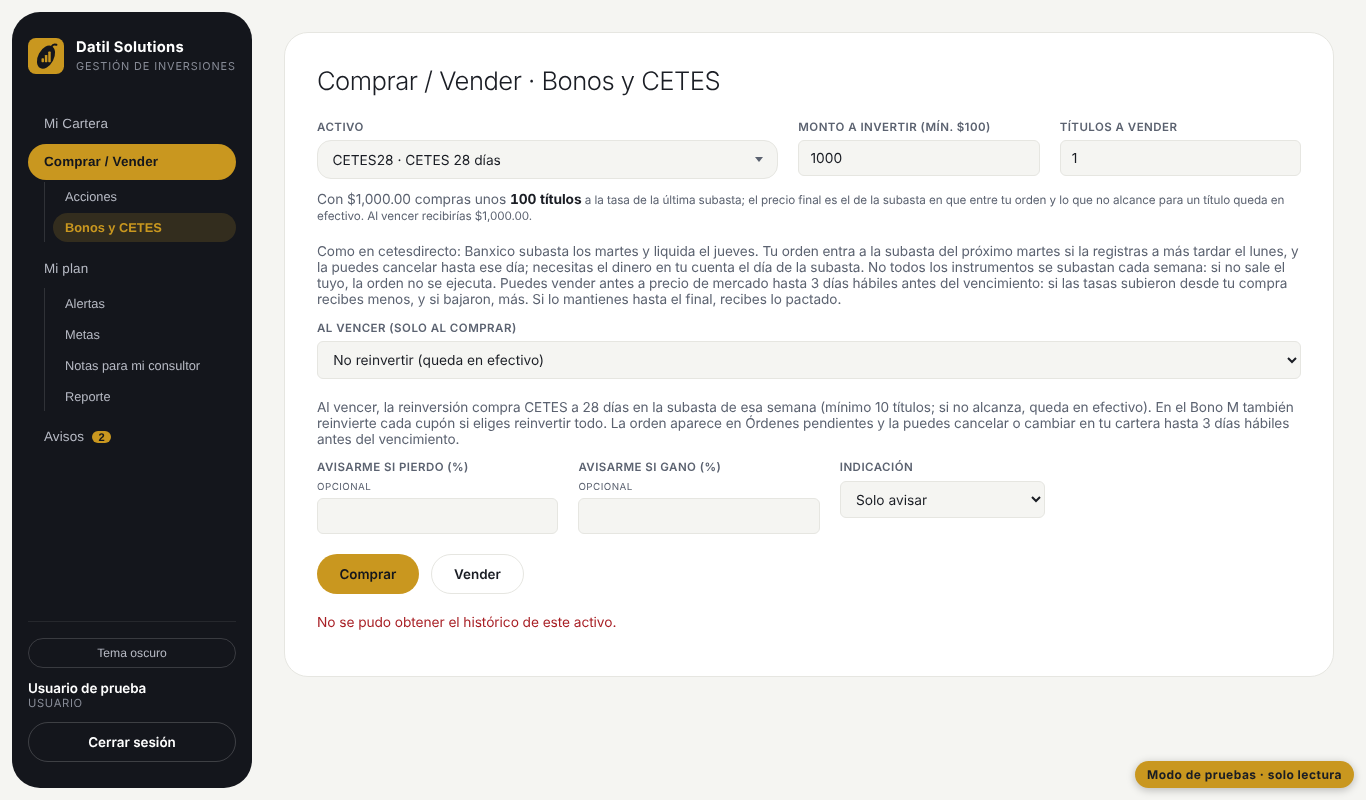 Datil Solutions
GESTIÓN DE INVERSIONES
Mi Cartera
Comprar / Vender
Acciones
Bonos y CETES
Mi plan
Alertas
Metas
Notas para mi consultor
Reporte
Avisos 2
Tema oscuro
Usuario de prueba
USUARIO
Cerrar sesión
Comprar / Vender · Bonos y CETES
ACTIVO
CETES28 · CETES 28 días
MONTO A INVERTIR (MÍN. $100)
1000
TÍTULOS A VENDER
1
Con $1,000.00 compras unos 100 títulos a la tasa de la última subasta; el precio final es el de la subasta en que entre tu orden y lo que no alcance para un título queda en
efectivo. Al vencer recibirías $1,000.00.
Como en cetesdirecto: Banxico subasta los martes y liquida el jueves. Tu orden entra a la subasta del próximo martes si la registras a más tardar el lunes, y
la puedes cancelar hasta ese día; necesitas el dinero en tu cuenta el día de la subasta. No todos los instrumentos se subastan cada semana: si no sale el
tuyo, la orden no se ejecuta. Puedes vender antes a precio de mercado hasta 3 días hábiles antes del vencimiento: si las tasas subieron desde tu compra
recibes menos, y si bajaron, más. Si lo mantienes hasta el final, recibes lo pactado.
AL VENCER (SOLO AL COMPRAR)
No reinvertir (queda en efectivo)
Al vencer, la reinversión compra CETES a 28 días en la subasta de esa semana (mínimo 10 títulos; si no alcanza, queda en efectivo). En el Bono M también
reinvierte cada cupón si eliges reinvertir todo. La orden aparece en Órdenes pendientes y la puedes cancelar o cambiar en tu cartera hasta 3 días hábiles
antes del vencimiento.
AVISARME SI PIERDO (%)
OPCIONAL
AVISARME SI GANO (%)
OPCIONAL
INDICACIÓN
Solo avisar
Comprar
Vender
No se pudo obtener el histórico de este activo.
Modo de pruebas · solo lectura